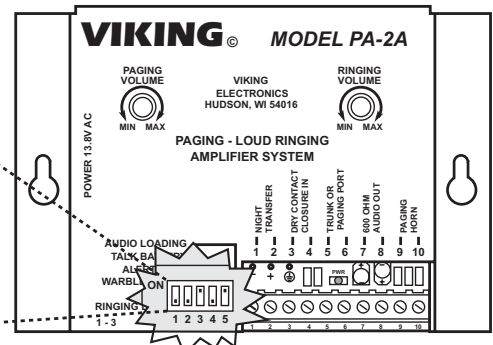 VIKING© MODEL PA-2A
PAGING
VOLUME
MIN MAX
VIKING
ELECTRONICS
HUDSON, WI 54016
RINGING
VOLUME
MIN MAX
POWER 13.8V AC
PAGING - LOUD RINGING
AMPLIFIER SYSTEM
NIGHT
TRANSFER
DRY CONTACT
CLOSURE IN
TRUNK OR
PAGING PORT
600 OHM
AUDIO OUT
PAGING
HORN
1 2 3 4 5 6 7 8 9 10
AUDIO LOADING
TALK
WARBL
RINGING
1 - 3
ON
1 2 3 4 5
+
PWR
+ –
1 2 3 4 5 6 7 8 9 10